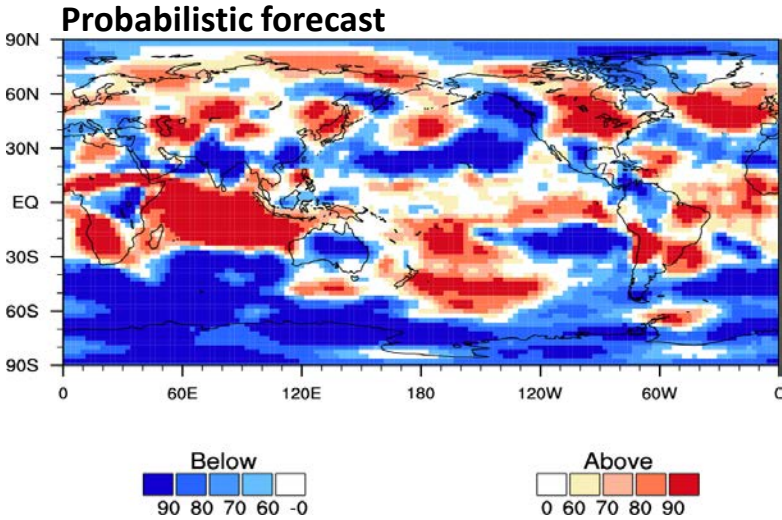 Probabilistic forecast
90N
60N
30N
EQ
30S
60S
90S
0 60E 120E 180 120W 60W 0
Below Above
90 80 70 60 -0 0 60 70 80 90